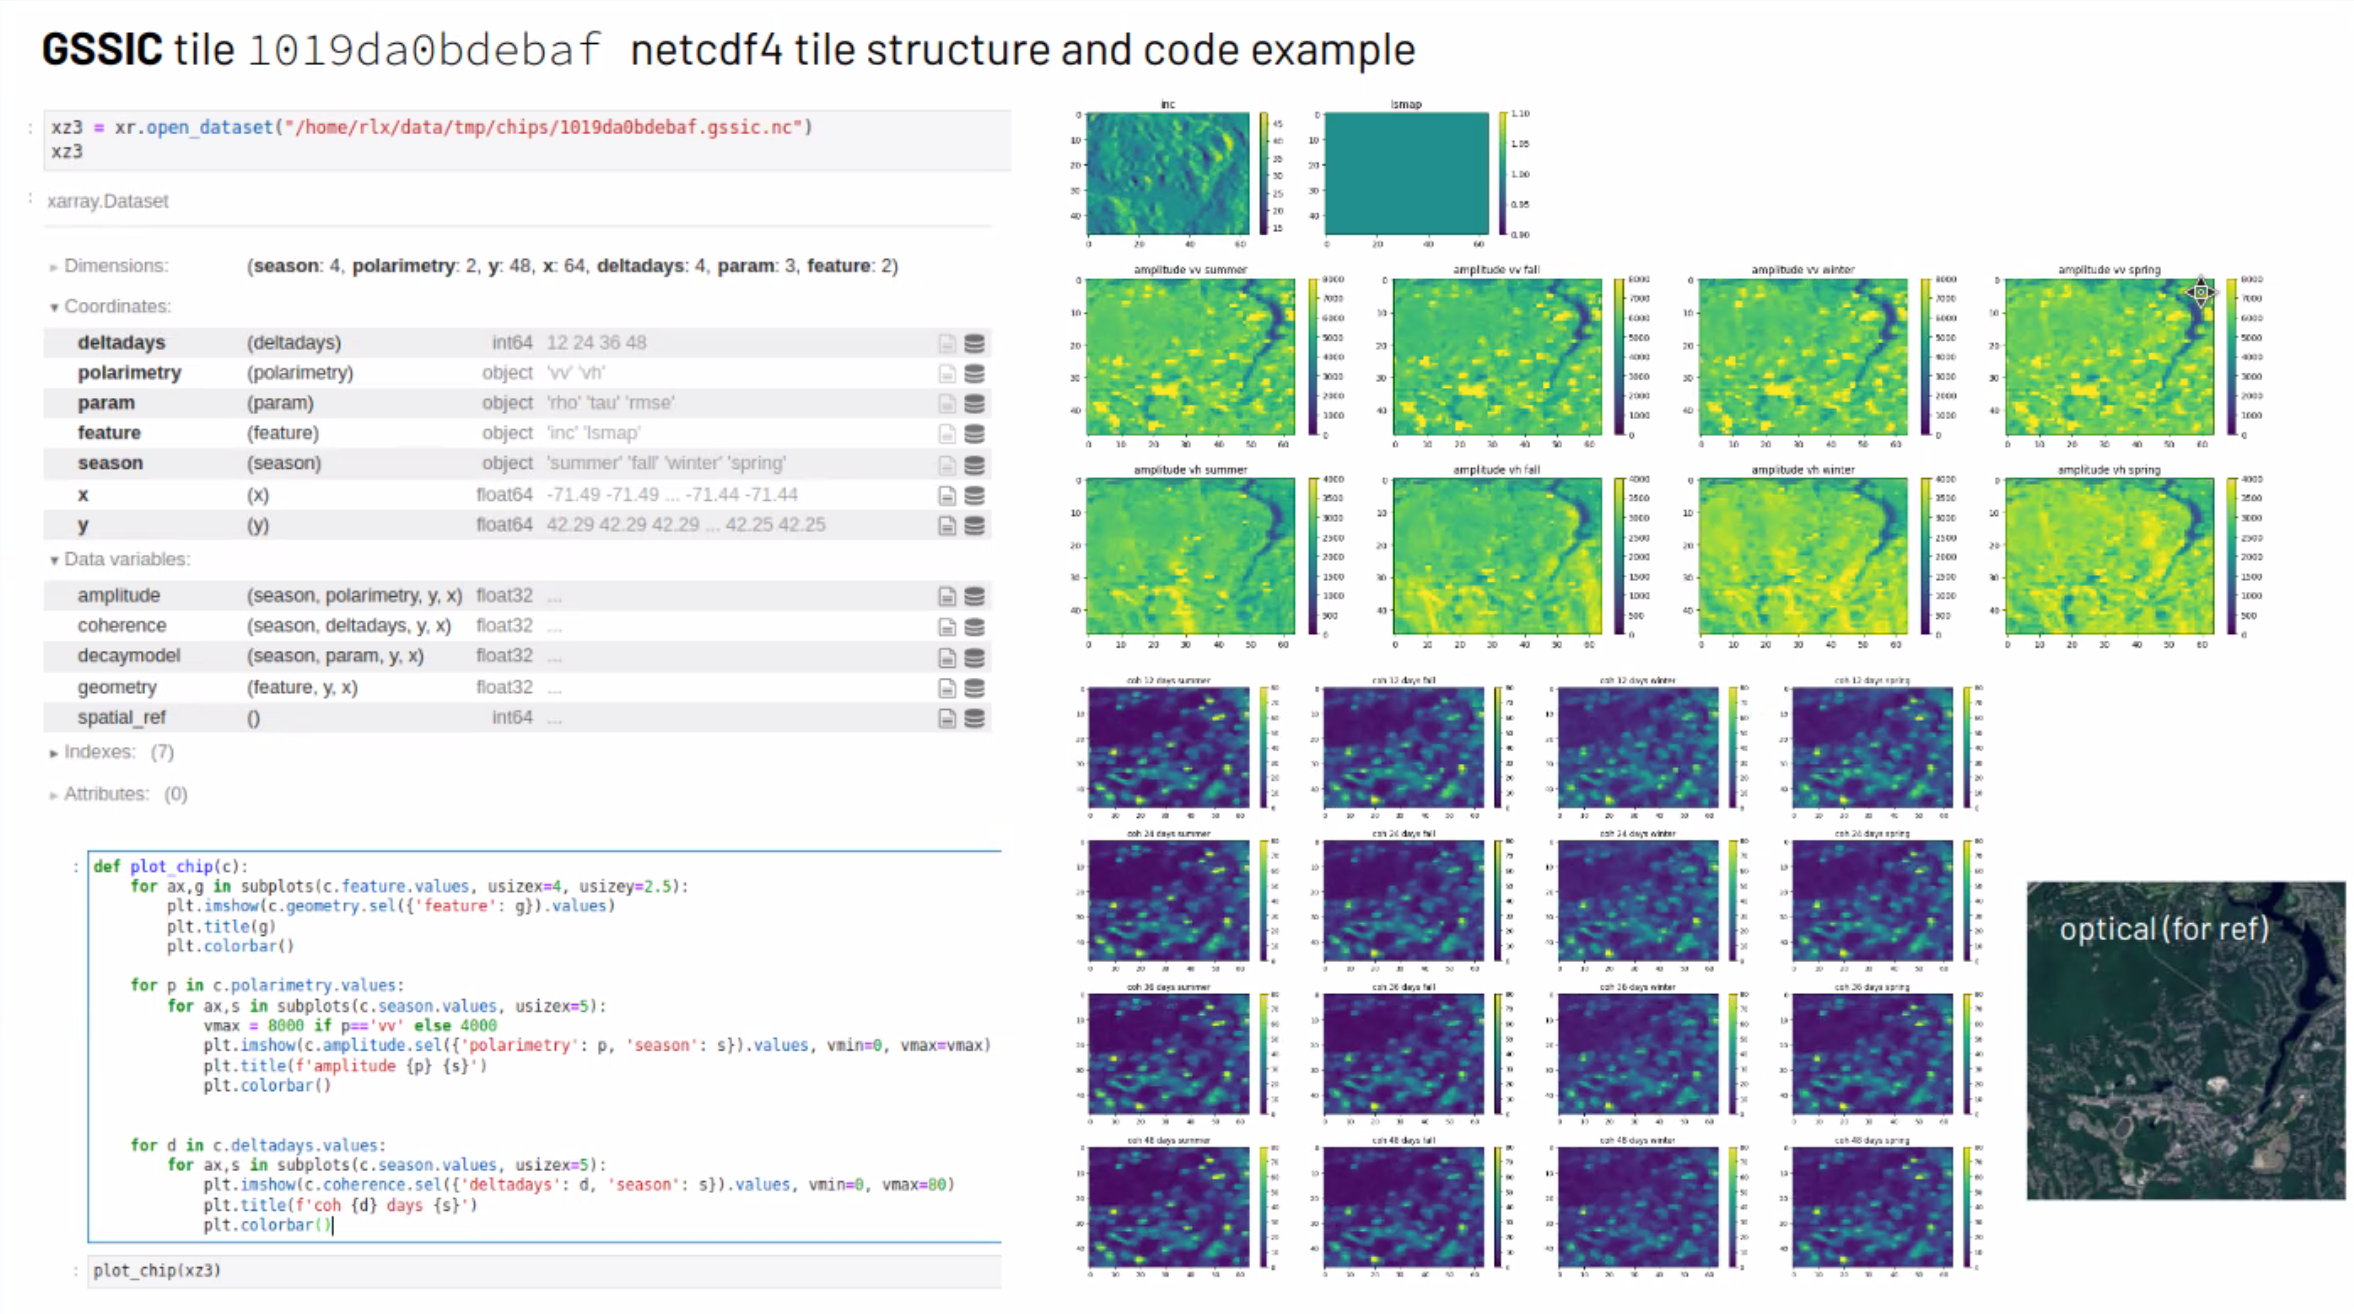 GSSIC tile 1019da0bdebaf netcdf4 tile structure and code example
: xz3 = xr.open_dataset("/home/rlx/data/tmp/chips/1019da0bdebaf.gssic.nc")
xz3
: xarray.Dataset
▸ Dimensions: (season: 4, polarimetry: 2, y: 48, x: 64, deltadays: 4, param: 3, feature: 2)
▾ Coordinates:
deltadays (deltadays) int64 12 24 36 48
polarimetry (polarimetry) object 'vv' 'vh'
param (param) object 'rho' 'tau' 'rmse'
feature (feature) object 'inc' 'lsmap'
season (season) object 'summer' 'fall' 'winter' 'spring'
x (x) float64 -71.49 -71.49 ... -71.44 -71.44
y (y) float64 42.29 42.29 42.29 ... 42.25 42.25
▾ Data variables:
amplitude (season, polarimetry, y, x) float32 ...
coherence (season, deltadays, y, x) float32 ...
decaymodel (season, param, y, x) float32 ...
geometry (feature, y, x) float32 ...
spatial_ref () int64 ...
▸ Indexes: (7)
▸ Attributes: (0)
: def plot_chip(c):
for ax,g in subplots(c.feature.values, usizex=4, usizey=2.5):
plt.imshow(c.geometry.sel({'feature': g}).values)
plt.title(g)
plt.colorbar()
for p in c.polarimetry.values:
for ax,s in subplots(c.season.values, usizex=5):
vmax = 8000 if p=='vv' else 4000
plt.imshow(c.amplitude.sel({'polarimetry': p, 'season': s}).values, vmin=0, vmax=vmax)
plt.title(f'amplitude {p} {s}')
plt.colorbar()
for d in c.deltadays.values:
for ax,s in subplots(c.season.values, usizex=5):
plt.imshow(c.coherence.sel({'deltadays': d, 'season': s}).values, vmin=0, vmax=80)
plt.title(f'coh {d} days {s}')
plt.colorbar()
: plot_chip(xz3)
inc lsmap
amplitude vv summer amplitude vv fall amplitude vv winter amplitude vv spring
amplitude vh summer amplitude vh fall amplitude vh winter amplitude vh spring
coh 12 days summer coh 12 days fall coh 12 days winter coh 12 days spring
coh 24 days summer coh 24 days fall coh 24 days winter coh 24 days spring
coh 36 days summer coh 36 days fall coh 36 days winter coh 36 days spring
coh 48 days summer coh 48 days fall coh 48 days winter coh 48 days spring
optical (for ref)